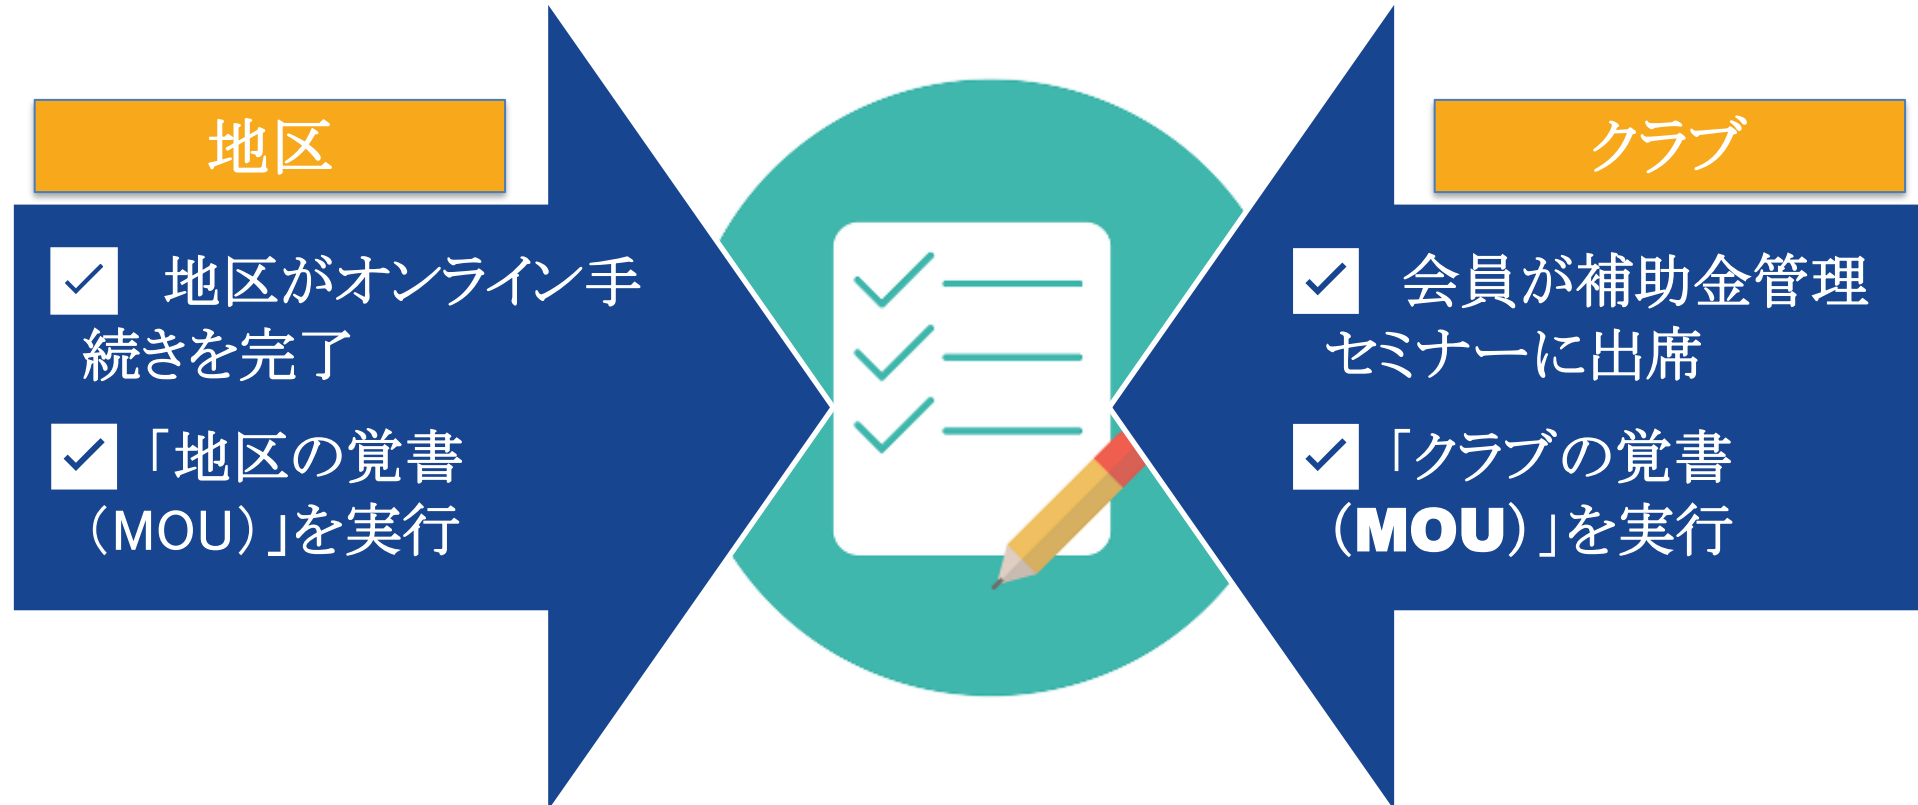 地区
地区がオンライン手
続きを完了
「地区の覚書
（MOU）」を実行
クラブ
会員が補助金管理
セミナーに出席
「クラブの覚書
（MOU）」を実行